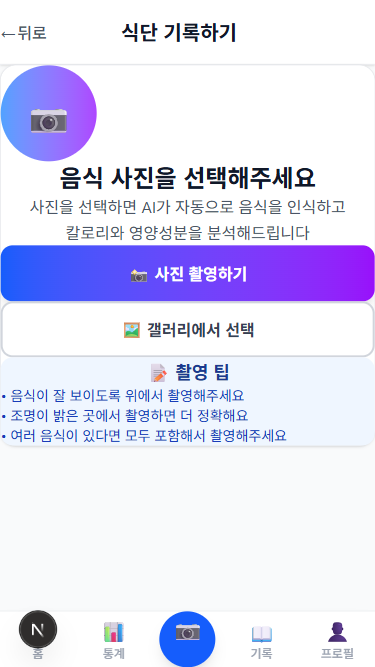 ←뒤로
식단 기록하기
음식 사진을 선택해주세요
사진을 선택하면 AI가 자동으로 음식을 인식하고
칼로리와 영양성분을 분석해드립니다
📸 사진 촬영하기
🖼️ 갤러리에서 선택
📝 촬영 팁
• 음식이 잘 보이도록 위에서 촬영해주세요
• 조명이 밝은 곳에서 촬영하면 더 정확해요
• 여러 음식이 있다면 모두 포함해서 촬영해주세요
N
홈
통계
기록
프로필